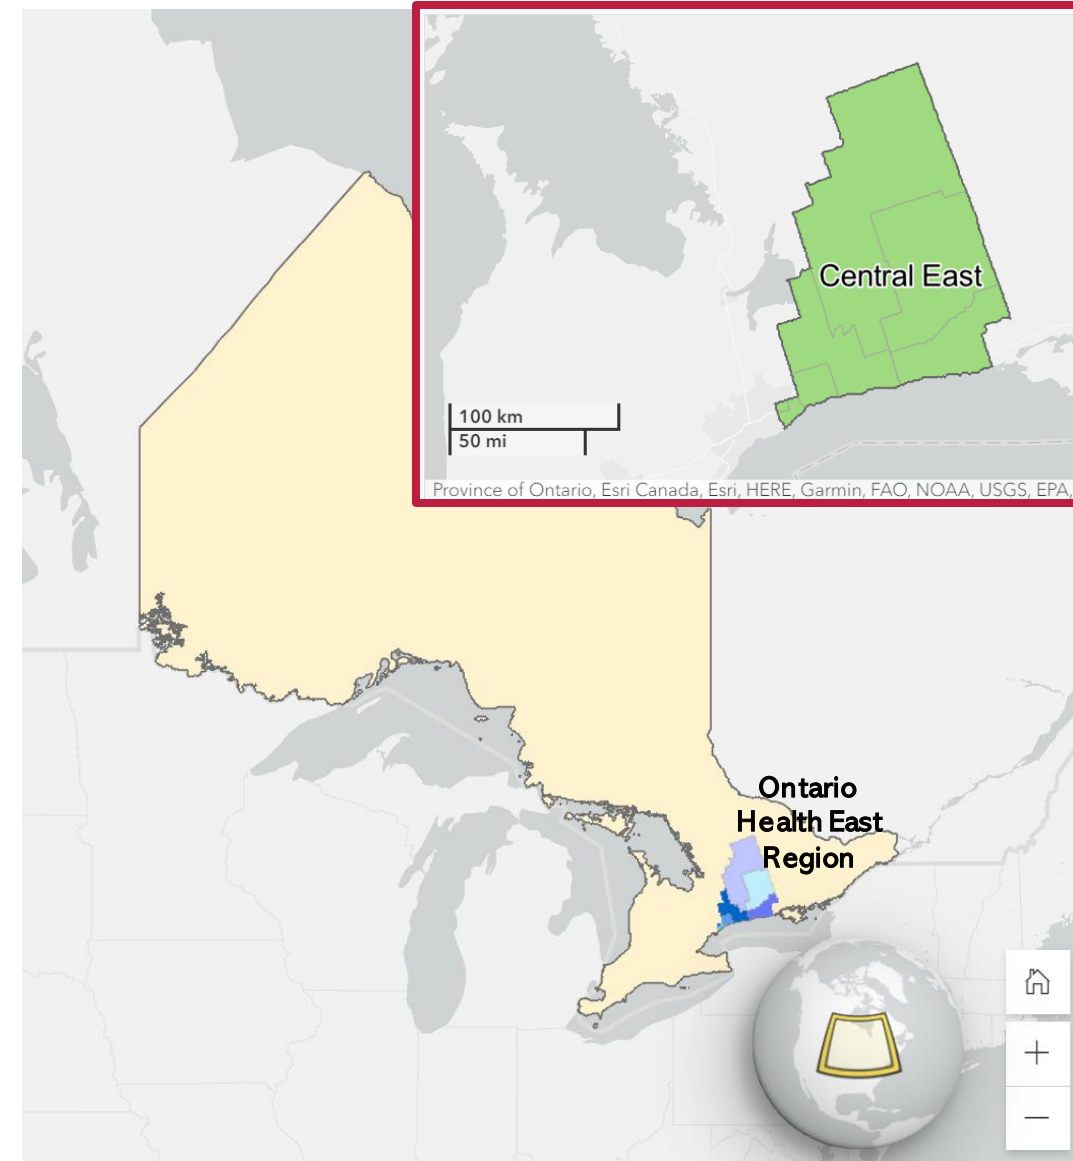 Central East
100 km
50 mi
Province of Ontario, Esri Canada, Esri, HERE, Garmin, FAO, NOAA, USGS, EPA,
Ontario
Health East
Region